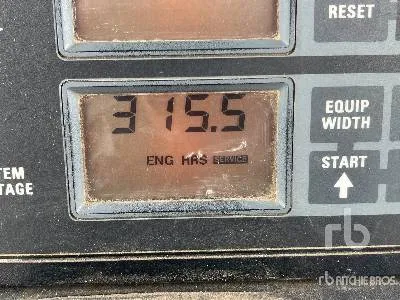 RESET
315.5
EQUIP
WIDTH
ENG HRS SERVICE
START
TEM
TAGE
rb
RITCHIE BROS.